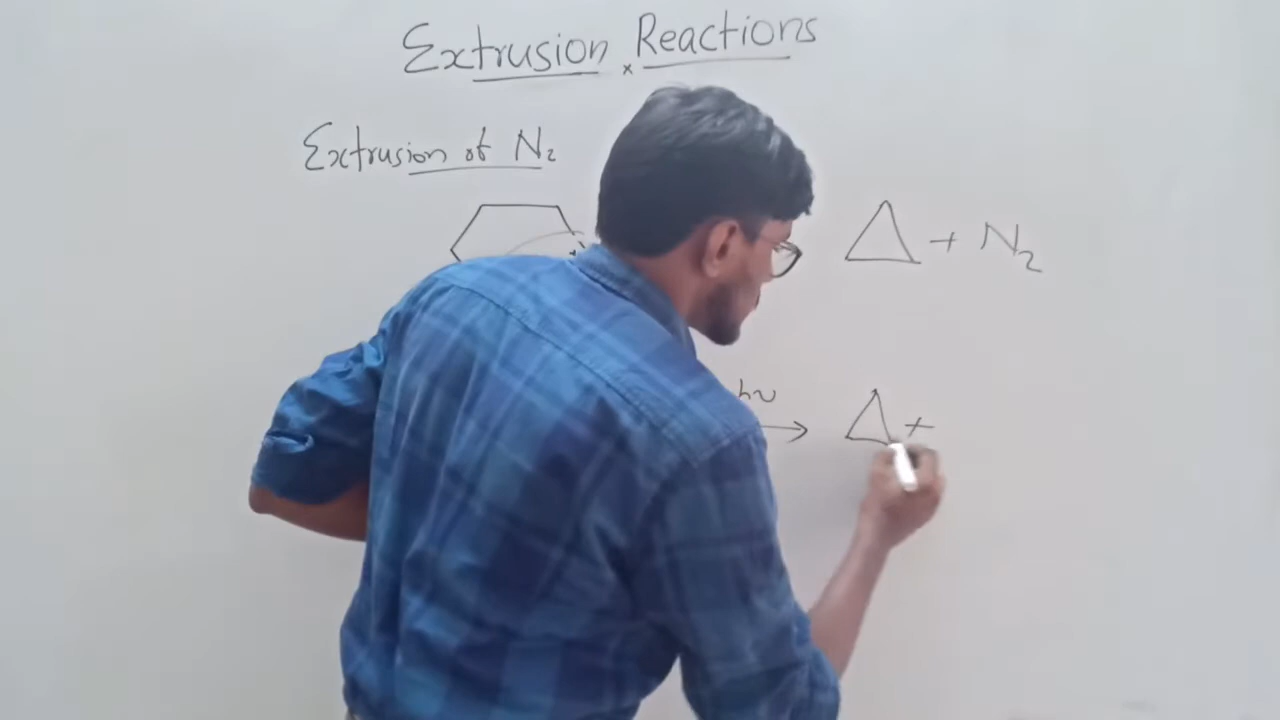 Extrusion Reactions
Extrusion of N₂
+ N₂
hν
+